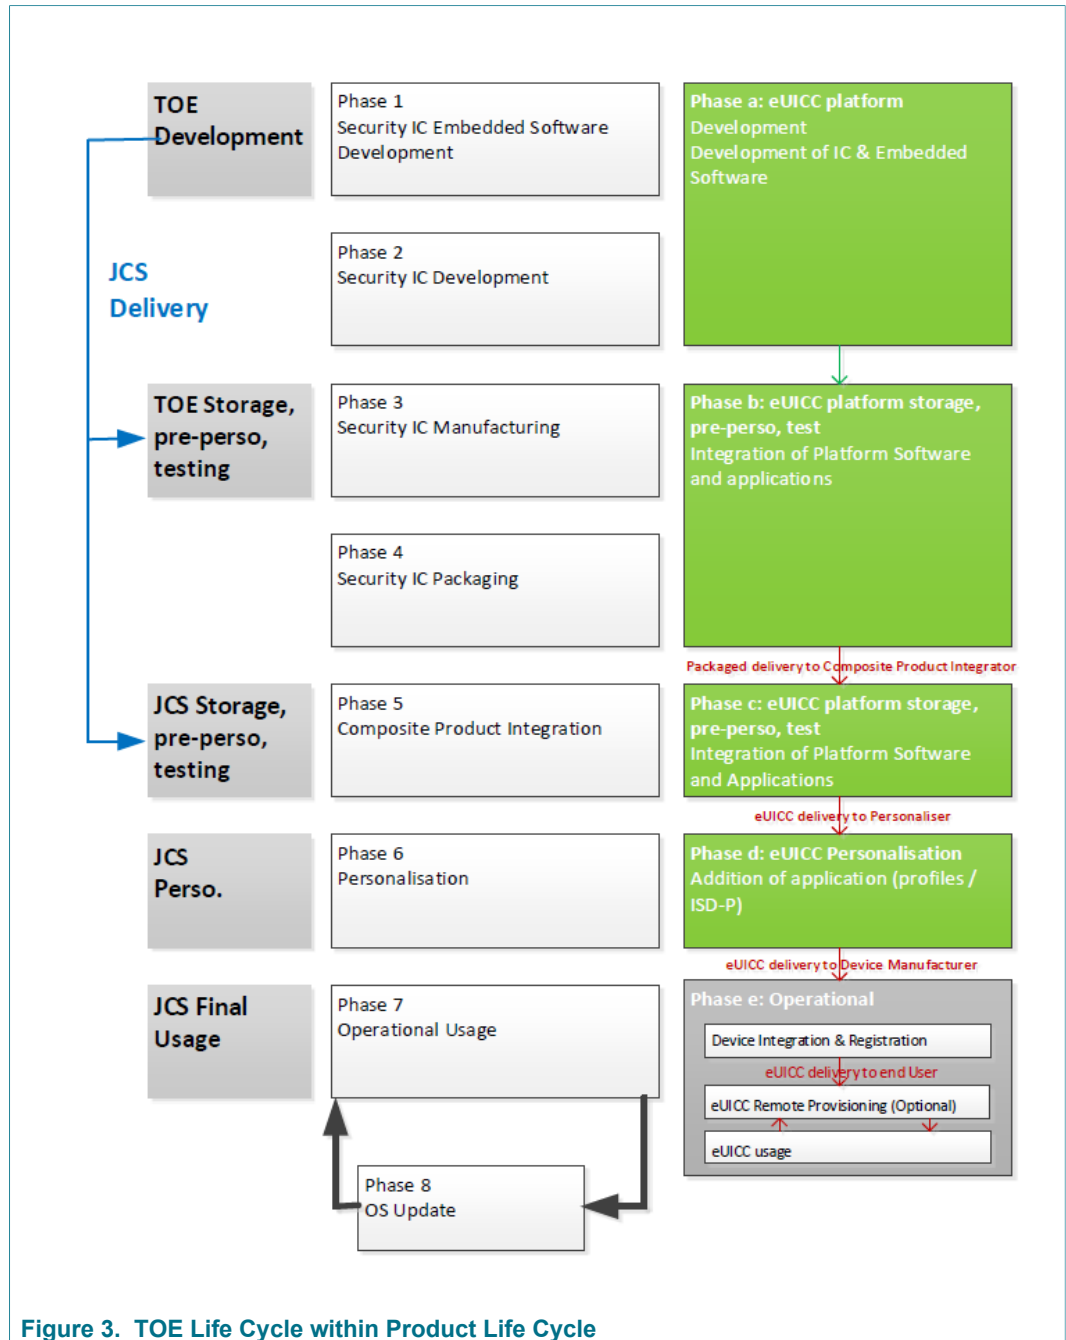 TOE
Development
Phase 1
Security IC Embedded Software
Development
Phase a: eUICC platform
Development
Development of IC & Embedded
Software
JCS
Delivery
Phase 2
Security IC Development
TOE Storage,
pre-perso,
testing
Phase 3
Security IC Manufacturing
Phase b: eUICC platform storage,
pre-perso, test
Integration of Platform Software
and applications
Phase 4
Security IC Packaging
Packaged delivery to Composite Product Integrator
JCS Storage,
pre-perso,
testing
Phase 5
Composite Product Integration
Phase c: eUICC platform storage,
pre-perso, test
Integration of Platform Software
and Applications
eUICC delivery to Personaliser
JCS
Perso.
Phase 6
Personalisation
Phase d: eUICC Personalisation
Addition of application (profiles /
ISD-P)
eUICC delivery to Device Manufacturer
JCS Final
Usage
Phase 7
Operational Usage
Phase e: Operational
Device Integration & Registration
eUICC delivery to end User
eUICC Remote Provisioning (Optional)
eUICC usage
Phase 8
OS Update
Figure 3. TOE Life Cycle within Product Life Cycle